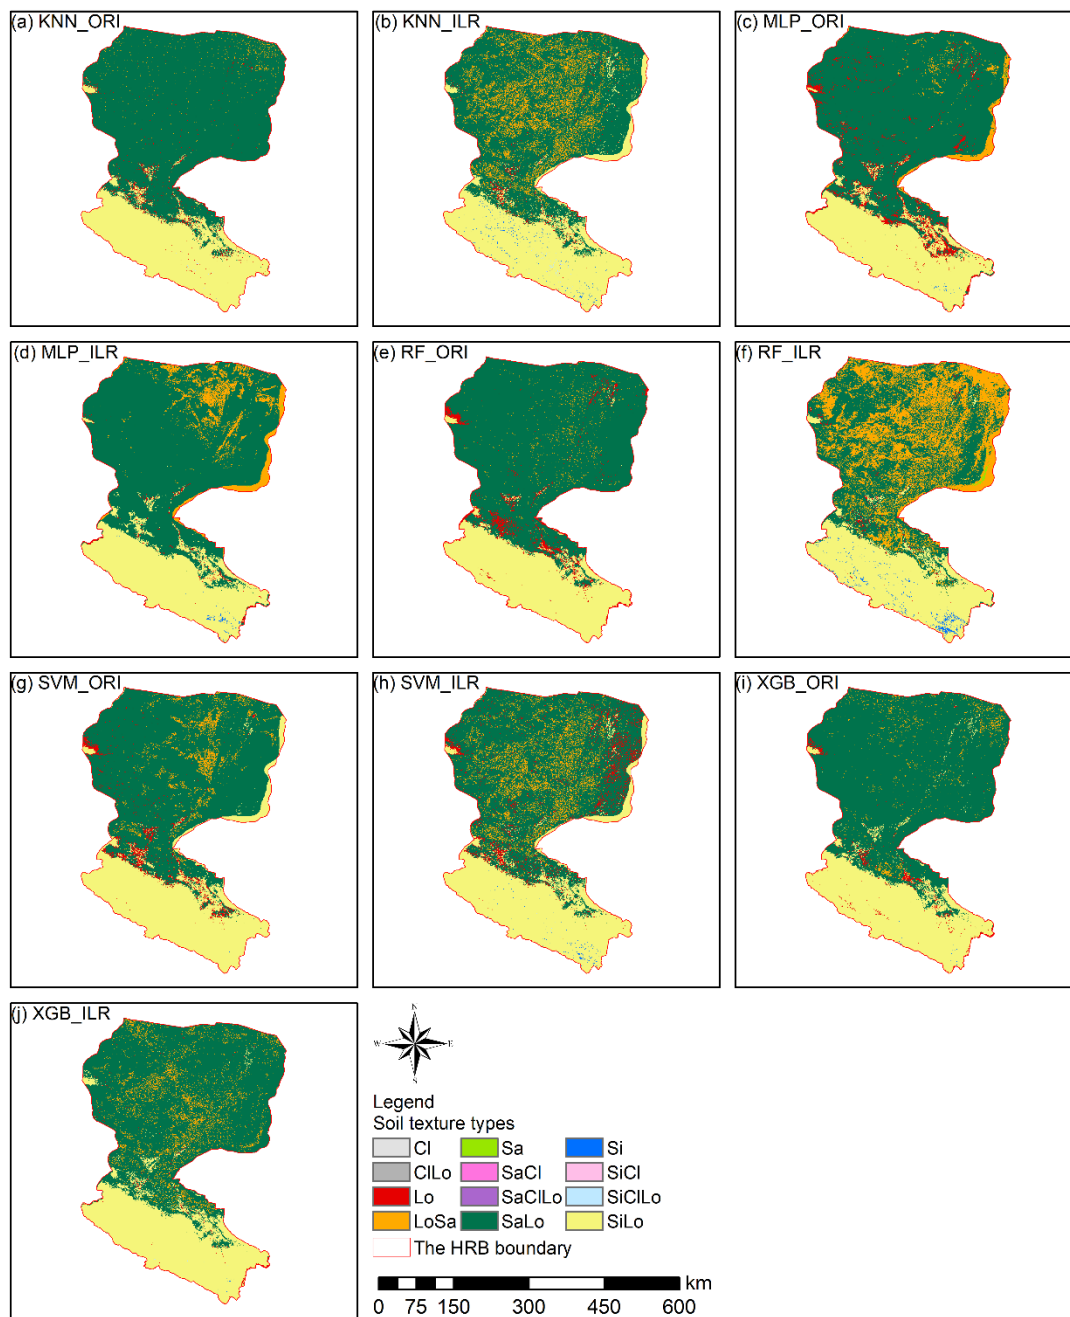 (a) KNN_ORI
(b) KNN_ILR
(c) MLP_ORI
(d) MLP_ILR
(e) RF_ORI
(f) RF_ILR
(g) SVM_ORI
(h) SVM_ILR
(i) XGB_ORI
(j) XGB_ILR
N
W E
Legend
Soil texture types
Cl Sa Si
ClLo SaCl SiCl
Lo SaClLo SiClLo
LoSa SaLo SiLo
The HRB boundary
km
0 75 150 300 450 600